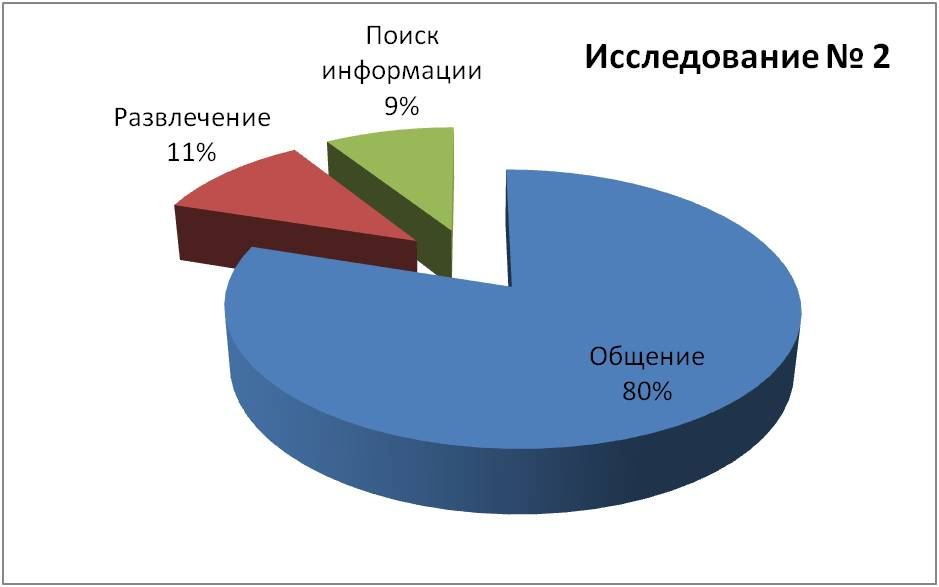 Исследование № 2
Поиск
информации
9%
Развлечение
11%
Общение
80%